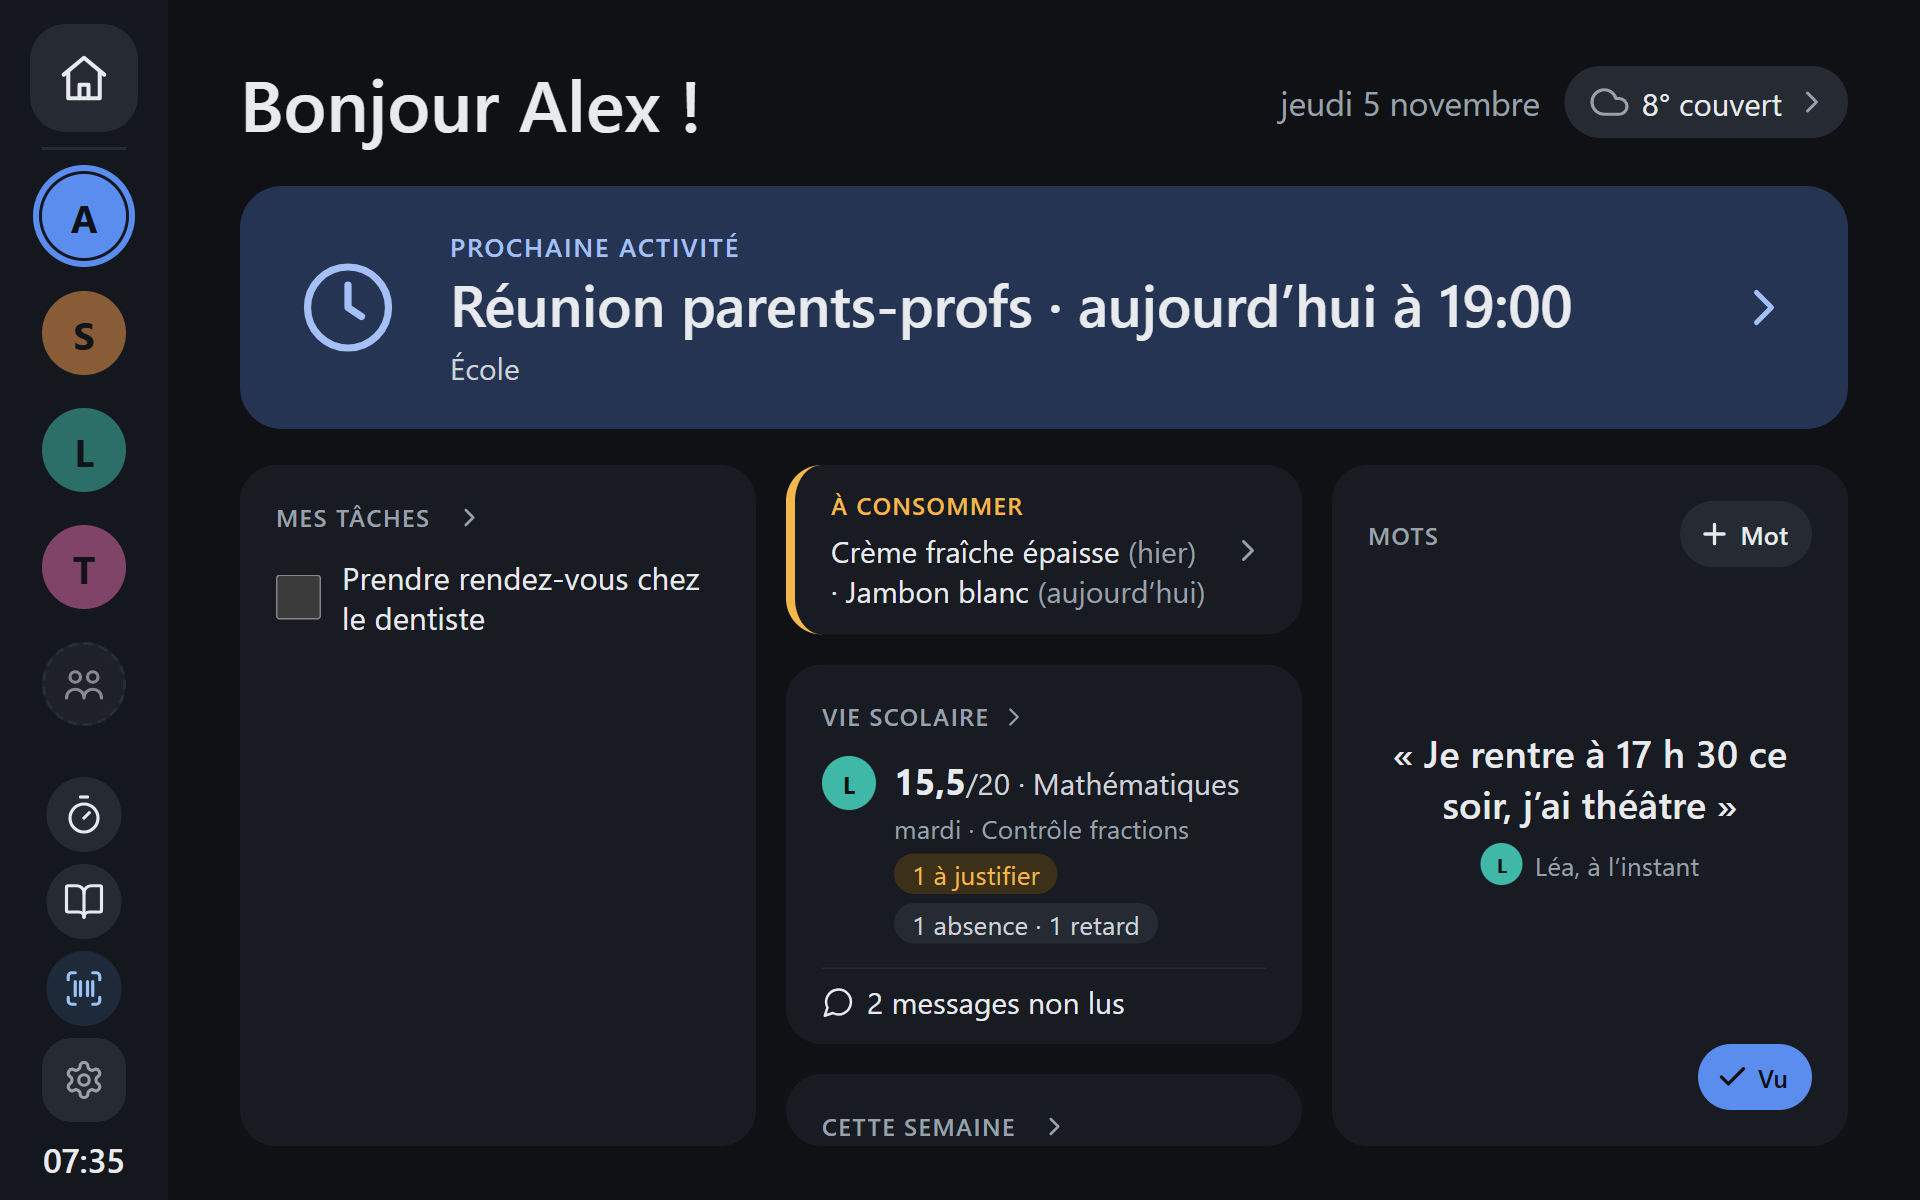 A
S
L
T
07:35
Bonjour Alex !
jeudi 5 novembre
8° couvert
PROCHAINE ACTIVITÉ
Réunion parents-profs · aujourd’hui à 19:00
École
MES TÂCHES
Prendre rendez-vous chez
le dentiste
À CONSOMMER
Crème fraîche épaisse (hier)
· Jambon blanc (aujourd’hui)
VIE SCOLAIRE
L
15,5/20 · Mathématiques
mardi · Contrôle fractions
1 à justifier
1 absence · 1 retard
2 messages non lus
CETTE SEMAINE
MOTS
Mot
« Je rentre à 17 h 30 ce
soir, j’ai théâtre »
L
Léa, à l’instant
Vu